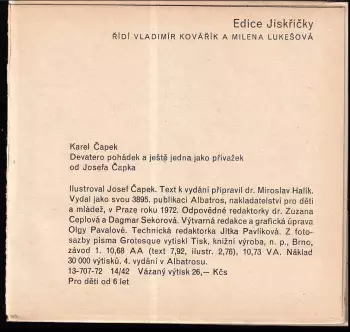 Edice Jiskřičky
ŘÍDÍ VLADIMÍR KOVÁŘÍK A MILENA LUKEŠOVÁ
Karel Čapek
Devatero pohádek a ještě jedna jako přívažek
od Josefa Čapka
Ilustroval Josef Čapek. Text k vydání připravil dr. Miroslav Halík.
Vydal jako svou 3895. publikaci Albatros, nakladatelství pro děti
a mládež, v Praze roku 1972. Odpovědné redaktorky dr. Zuzana
Ceplová a Dagmar Sekorová. Výtvarná redakce a grafická úprava
Olgy Pavalové. Technická redaktorka Jitka Pavlíková. Z foto-
sazby písma Grotesque vytiskl Tisk, knižní výroba, n. p., Brno,
závod 1. 10,68 AA (text 7,92, ilustr. 2,76), 10,73 VA. Náklad
30 000 výtisků. 4. vydání v Albatrosu.
13-707-72 14/42 Vázaný výtisk 26,— Kčs
Pro děti od 6 let